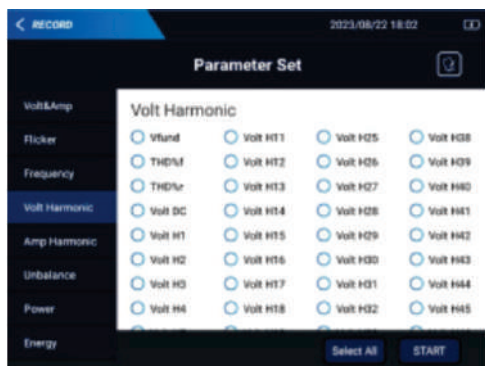 < RECORD 2023/08/22 18:02
Parameter Set
Volt&Amp
Flicker
Frequency
Volt Harmonic
Amp Harmonic
Unbalance
Power
Energy
Volt Harmonic
Vfund Volt H11 Volt H25 Volt H38
THD%f Volt H12 Volt H26 Volt H39
THD%r Volt H13 Volt H27 Volt H40
Volt DC Volt H14 Volt H28 Volt H41
Volt H1 Volt H15 Volt H29 Volt H42
Volt H2 Volt H16 Volt H30 Volt H43
Volt H3 Volt H17 Volt H31 Volt H44
Volt H4 Volt H18 Volt H32 Volt H45
Select All START